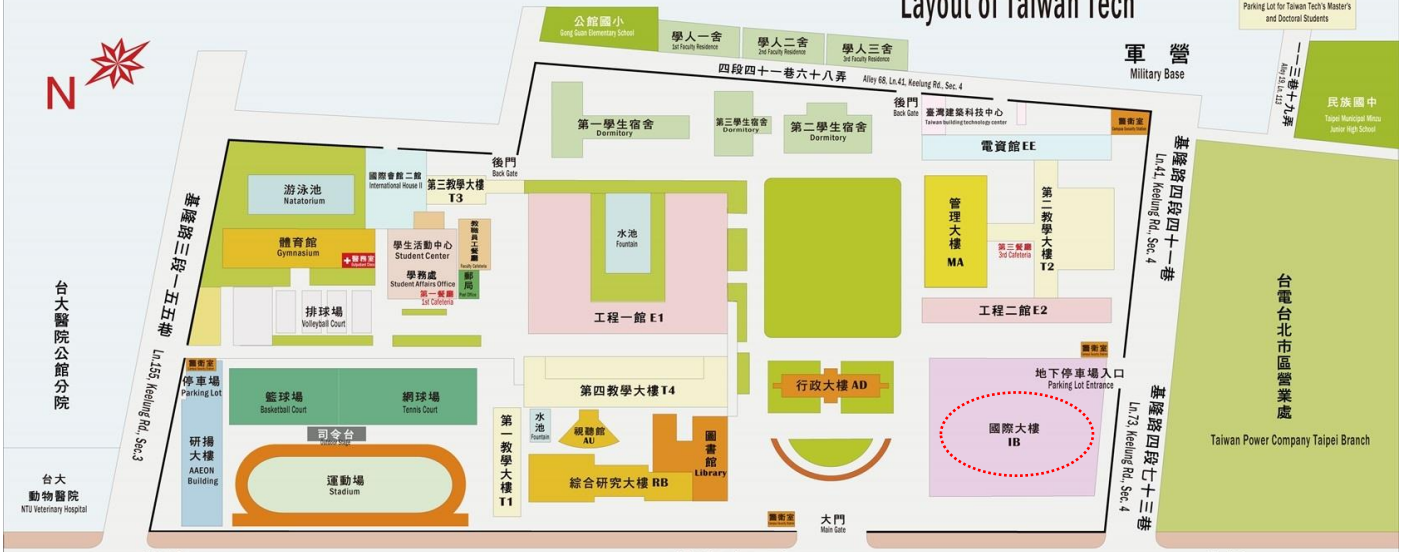 Layout of Taiwan Tech
Parking Lot for Taiwan Tech's Master's
and Doctoral Students
公館國小
Gong Guan Elementary School
學人一舍
1st Faculty Residence
學人二舍
2nd Faculty Residence
學人三舍
3rd Faculty Residence
軍營
Military Base
一一三巷十九弄
Alley 19, Ln. 113
民族國中
Taipei Municipal Minzu
Junior High School
N
四段四十一巷六十八弄
Alley 68, Ln.41, Keelung Rd., Sec. 4
後門
Back Gate
臺灣建築科技中心
Taiwan building technology center
警衛室
電資館 EE
第一學生宿舍
Dormitory
第三學生宿舍
Dormitory
第二學生宿舍
Dormitory
基隆路四段四十一巷
Ln.41, Keelung Rd., Sec. 4
後門
Back Gate
國際會館二館
International House II
第三教學大樓
T3
游泳池
Natatorium
體育館
Gymnasium
醫務室
學生活動中心
Student Center
學務處
Student Affairs Office
第一餐廳
1st Cafeteria
教職員工餐廳
Faculty Cafeteria
郵局
Post Office
排球場
Volleyball Court
水池
Fountain
工程一館 E1
管理大樓
MA
第三餐廳
3rd Cafeteria
第二教學大樓
T2
工程二館 E2
台電台北市區營業處
Taiwan Power Company Taipei Branch
基隆路三段一五五巷
Ln.155, Keelung Rd., Sec.3
台大醫院公館分院
台大
動物醫院
NTU Veterinary Hospital
警衛室
停車場
Parking Lot
研揚大樓
AAEON
Building
籃球場
Basketball Court
網球場
Tennis Court
司令台
運動場
Stadium
第一教學大樓
T1
第四教學大樓 T4
水池
Fountain
視聽館
AU
圖書館
Library
綜合研究大樓 RB
行政大樓 AD
警衛室
地下停車場入口
Parking Lot Entrance
國際大樓
IB
基隆路四段七十三巷
Ln.73, Keelung Rd., Sec. 4
警衛室
大門
Main Gate